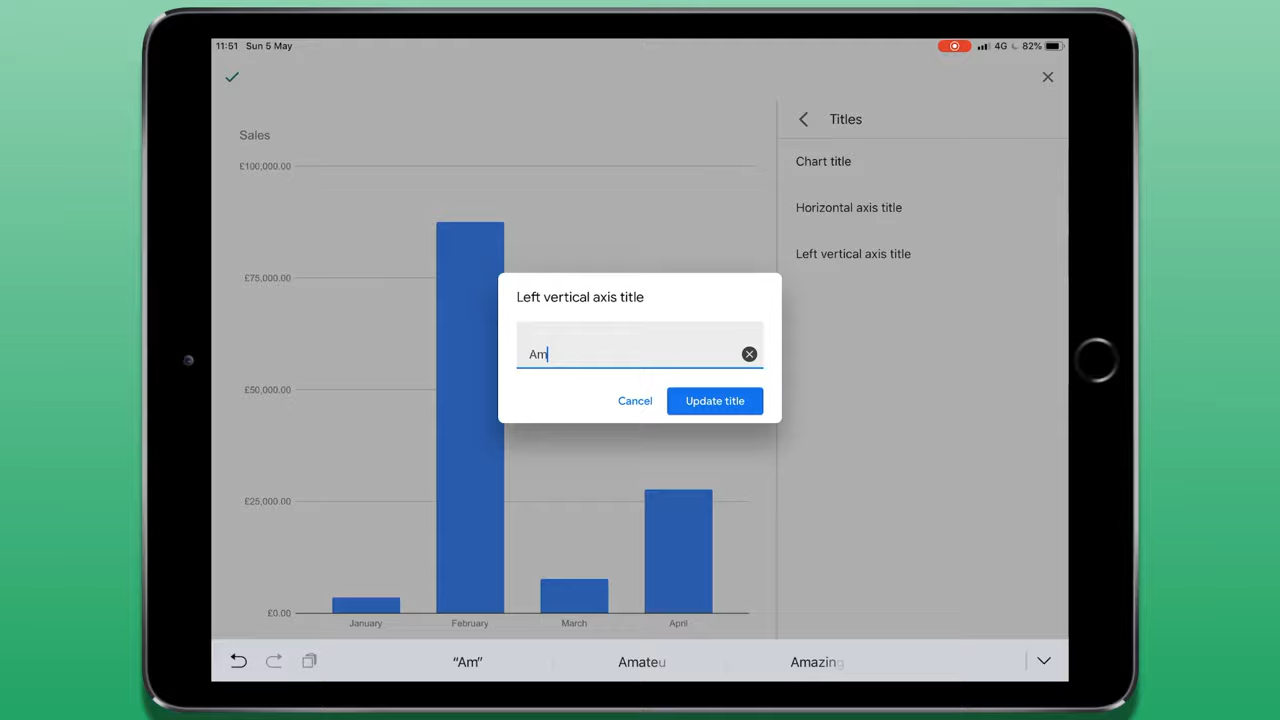 11:51 Sun 5 May
4G 82%
Sales
£100,000.00
£75,000.00
£50,000.00
£25,000.00
£0.00
January February March April
Titles
Chart title
Horizontal axis title
Left vertical axis title
Left vertical axis title
Am
Cancel Update title
“Am” Amateu Amazing